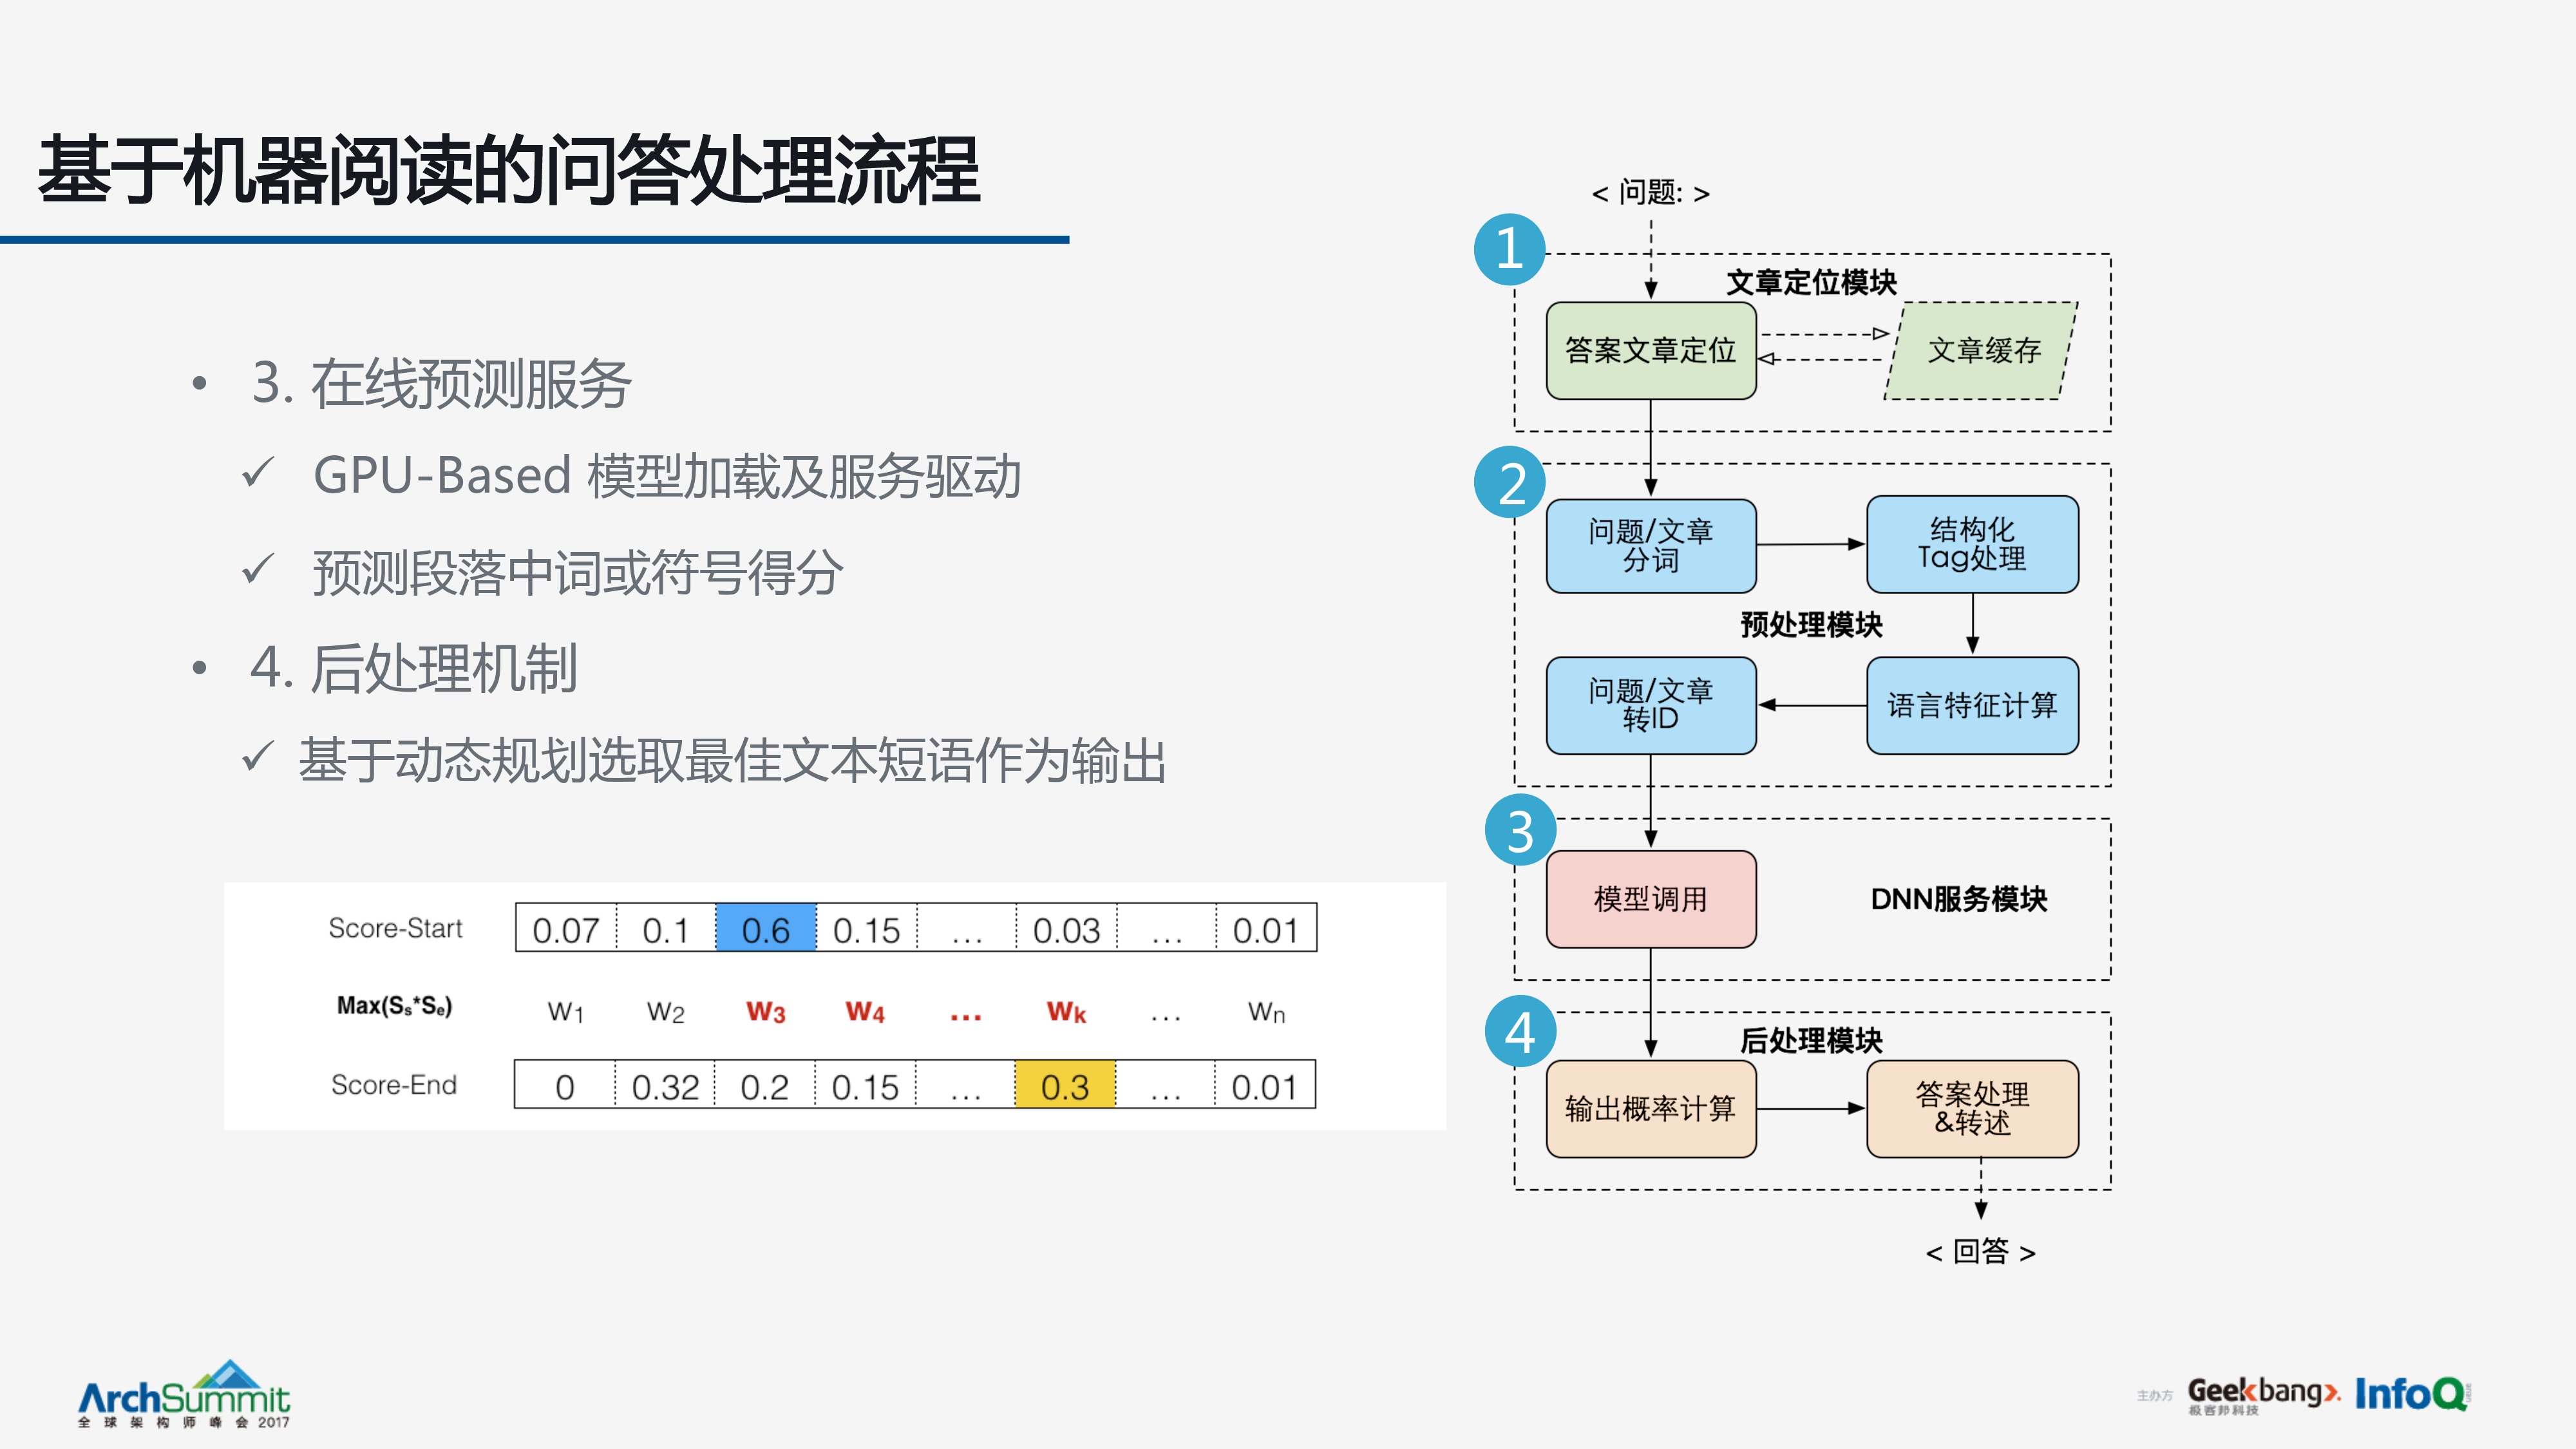 基于机器阅读的问答处理流程
• 3. 在线预测服务
✓ GPU-Based 模型加载及服务驱动
✓ 预测段落中词或符号得分
• 4. 后处理机制
✓ 基于动态规划选取最佳文本短语作为输出
Score-Start 0.07 0.1 0.6 0.15 ... 0.03 ... 0.01
Max(Ss*Se) W1 W2 W3 W4 ... Wk ... Wn
Score-End 0 0.32 0.2 0.15 ... 0.3 ... 0.01
< 问题: >
1
文章定位模块
答案文章定位
文章缓存
2
问题/文章
分词
结构化
Tag处理
预处理模块
问题/文章
转ID
语言特征计算
3
模型调用
DNN服务模块
4
后处理模块
输出概率计算
答案处理
&转述
< 回答 >
ArchSummit
全球架构师峰会 2017
主办方
Geekbang>.
极客邦科技
InfoQ